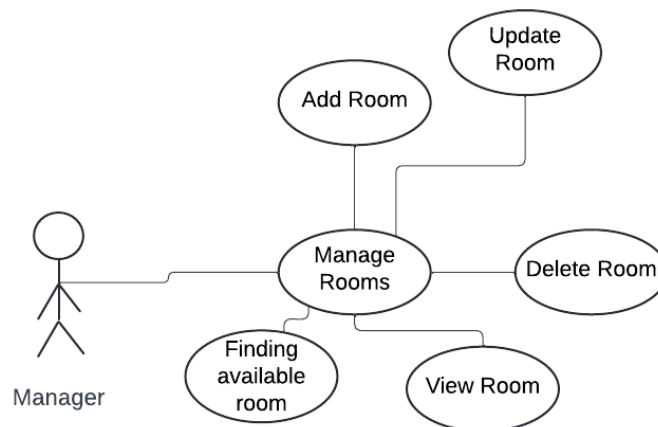 Update
Room
Add Room
Manage
Rooms
Delete Room
Finding
available
room
View Room
Manager